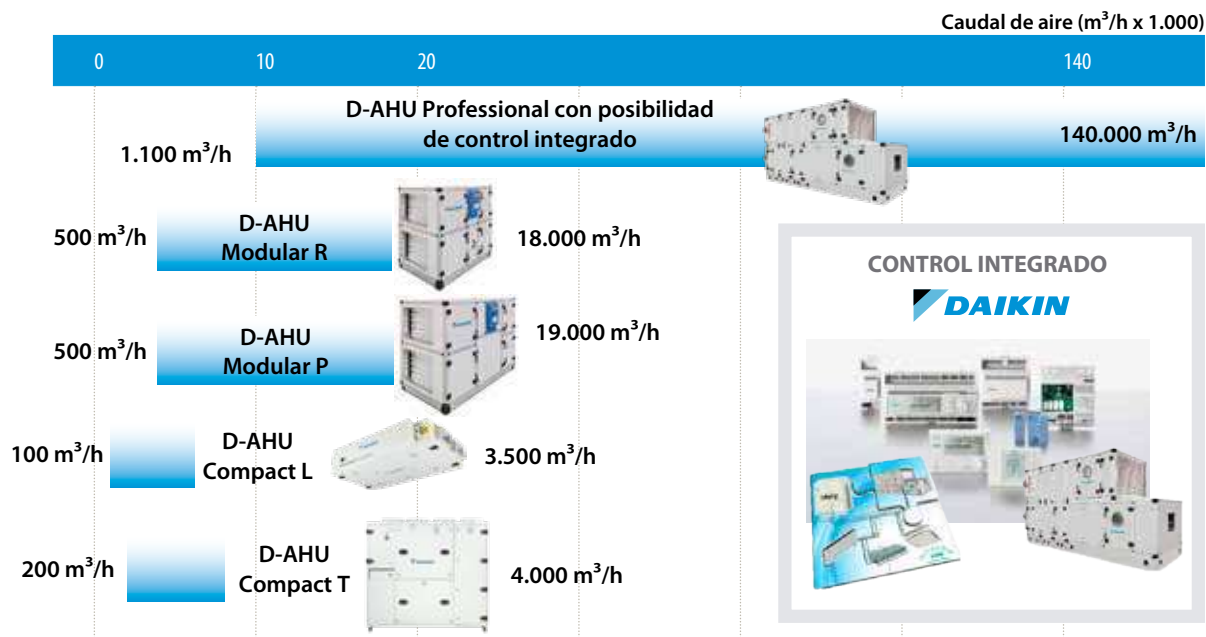 Caudal de aire (m³/h x 1.000)
0 10 20 140
D-AHU Professional con posibilidad
de control integrado
1.100 m³/h
140.000 m³/h
500 m³/h
D-AHU
Modular R
18.000 m³/h
500 m³/h
D-AHU
Modular P
19.000 m³/h
100 m³/h
D-AHU
Compact L
3.500 m³/h
200 m³/h
D-AHU
Compact T
4.000 m³/h
CONTROL INTEGRADO
DAIKIN